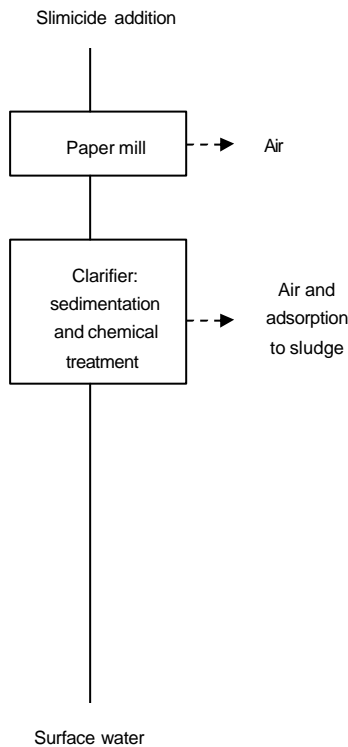 Slimicide addition
Paper mill
Air
Clarifier:
sedimentation
and chemical
treatment
Air and
adsorption
to sludge
Surface water